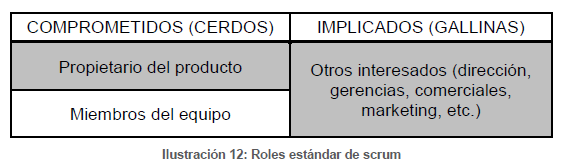 COMPROMETIDOS (CERDOS)
IMPLICADOS (GALLINAS)
Propietario del producto
Miembros del equipo
Otros interesados (dirección,
gerencias, comerciales,
marketing, etc.)
Ilustración 12: Roles estándar de scrum